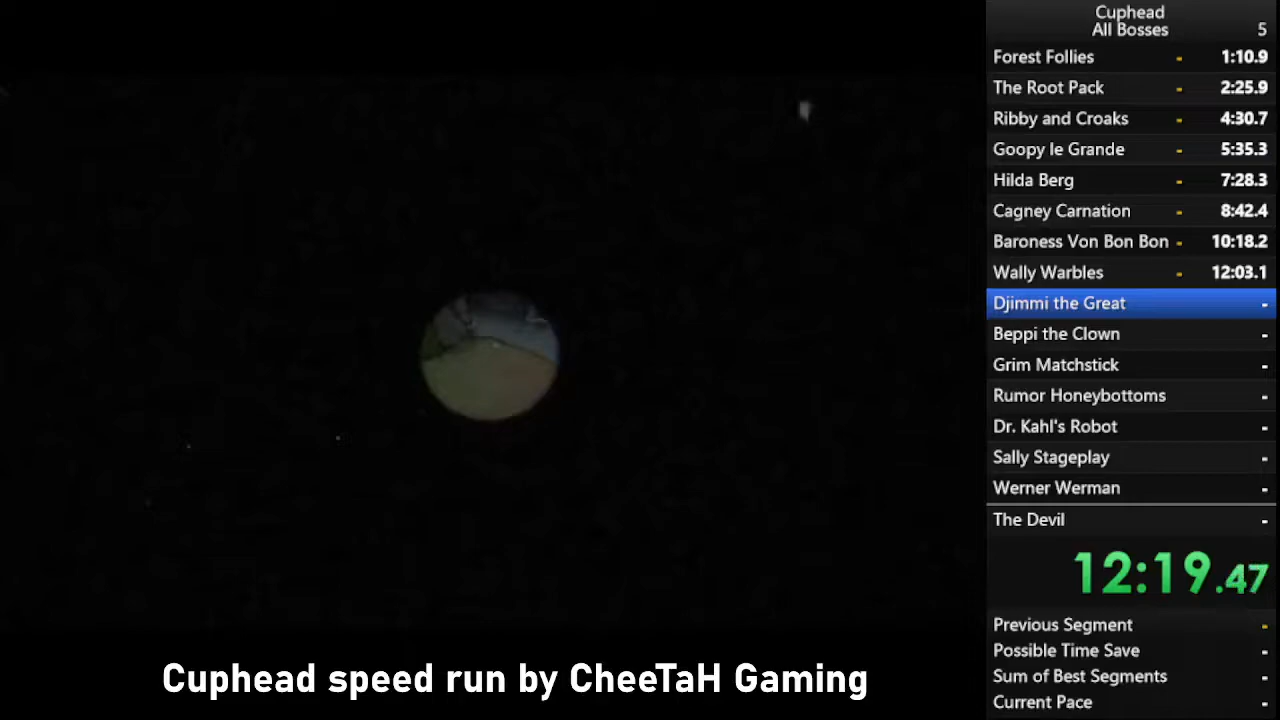 Cuphead
All Bosses 5
Forest Follies - 1:10.9
The Root Pack - 2:25.9
Ribby and Croaks - 4:30.7
Goopy le Grande - 5:35.3
Hilda Berg - 7:28.3
Cagney Carnation - 8:42.4
Baroness Von Bon Bon - 10:18.2
Wally Warbles - 12:03.1
Djimmi the Great -
Beppi the Clown -
Grim Matchstick -
Rumor Honeybottoms -
Dr. Kahl's Robot -
Sally Stageplay -
Werner Werman -
The Devil -
12:19.47
Previous Segment -
Possible Time Save -
Sum of Best Segments -
Current Pace -
Cuphead speed run by CheeTaH Gaming